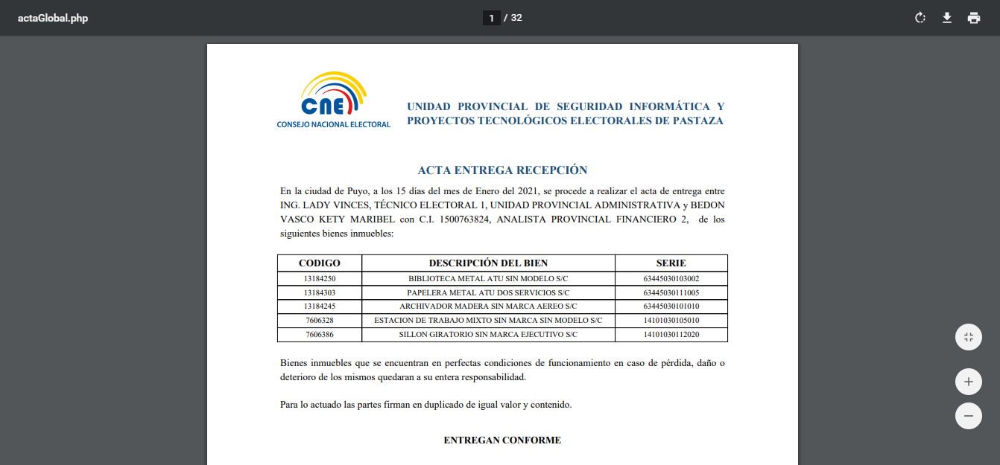 actaGlobal.php
1 / 32
CNE
CONSEJO NACIONAL ELECTORAL
UNIDAD PROVINCIAL DE SEGURIDAD INFORMÁTICA Y
PROYECTOS TECNOLÓGICOS ELECTORALES DE PASTAZA
ACTA ENTREGA RECEPCIÓN
En la ciudad de Puyo, a los 15 días del mes de Enero del 2021, se procede a realizar el acta de entrega entre
ING. LADY VINCES, TÉCNICO ELECTORAL 1, UNIDAD PROVINCIAL ADMINISTRATIVA y BEDON
VASCO KETY MARIBEL con C.I. 1500763824, ANALISTA PROVINCIAL FINANCIERO 2, de los
siguientes bienes inmuebles:
CODIGO DESCRIPCIÓN DEL BIEN SERIE
13184250 BIBLIOTECA METAL ATU SIN MODELO S/C 63445030103002
13184303 PAPELERA METAL ATU DOS SERVICIOS S/C 63445030111005
13184245 ARCHIVADOR MADERA SIN MARCA AEREO S/C 63445030101010
7606328 ESTACION DE TRABAJO MIXTO SIN MARCA SIN MODELO S/C 14101030105010
7606386 SILLON GIRATORIO SIN MARCA EJECUTIVO S/C 14101030112020
Bienes inmuebles que se encuentran en perfectas condiciones de funcionamiento en caso de pérdida, daño o
deterioro de los mismos quedaran a su entera responsabilidad.
Para lo actuado las partes firman en duplicado de igual valor y contenido.
ENTREGAN CONFORME